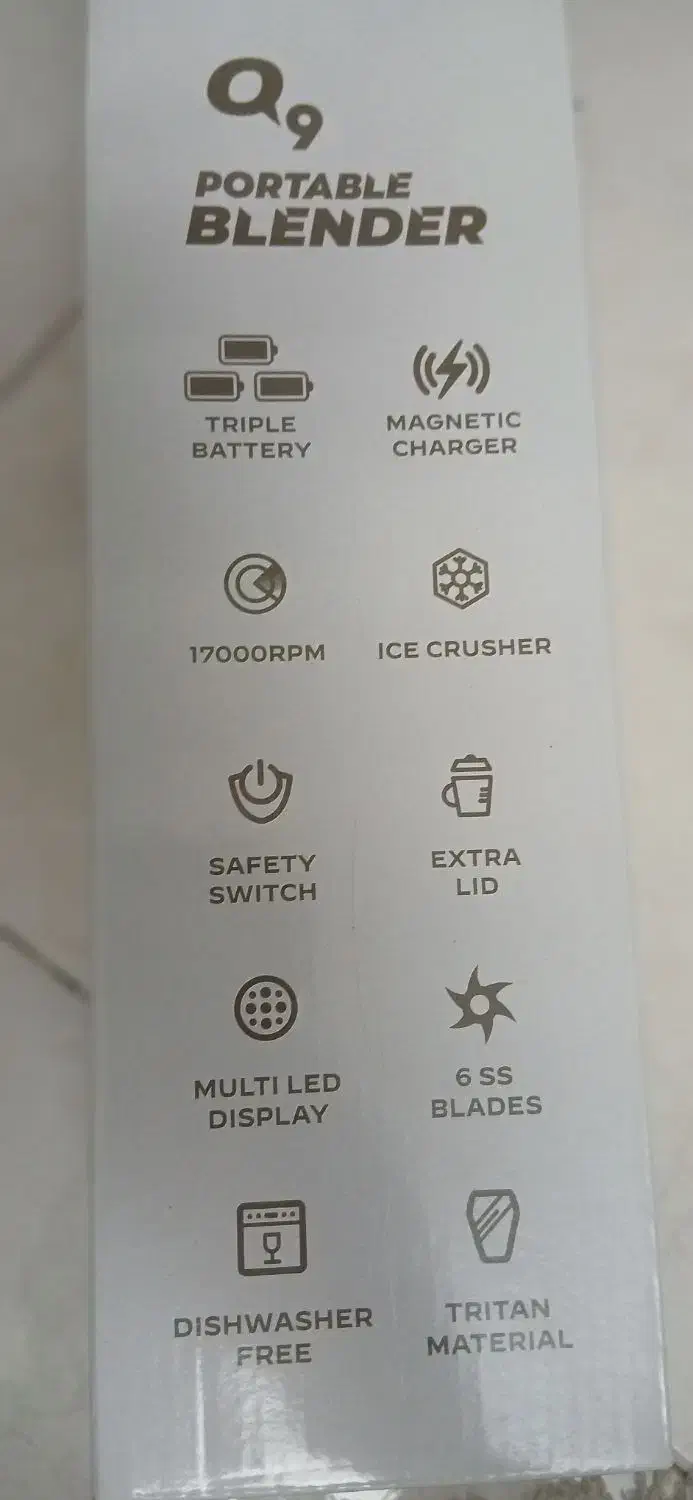 Q9
PORTABLE
BLENDER
TRIPLE
BATTERY
MAGNETIC
CHARGER
17000RPM
ICE CRUSHER
SAFETY
SWITCH
EXTRA
LID
MULTI LED
DISPLAY
6 SS
BLADES
DISHWASHER
FREE
TRITAN
MATERIAL